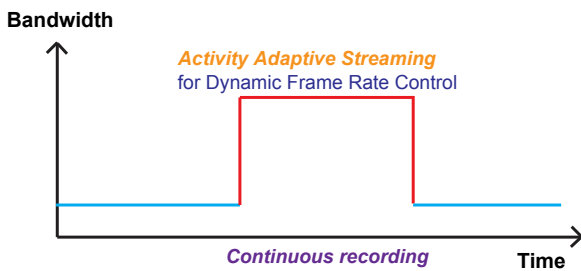 Bandwidth
Activity Adaptive Streaming
for Dynamic Frame Rate Control
Continuous recording
Time